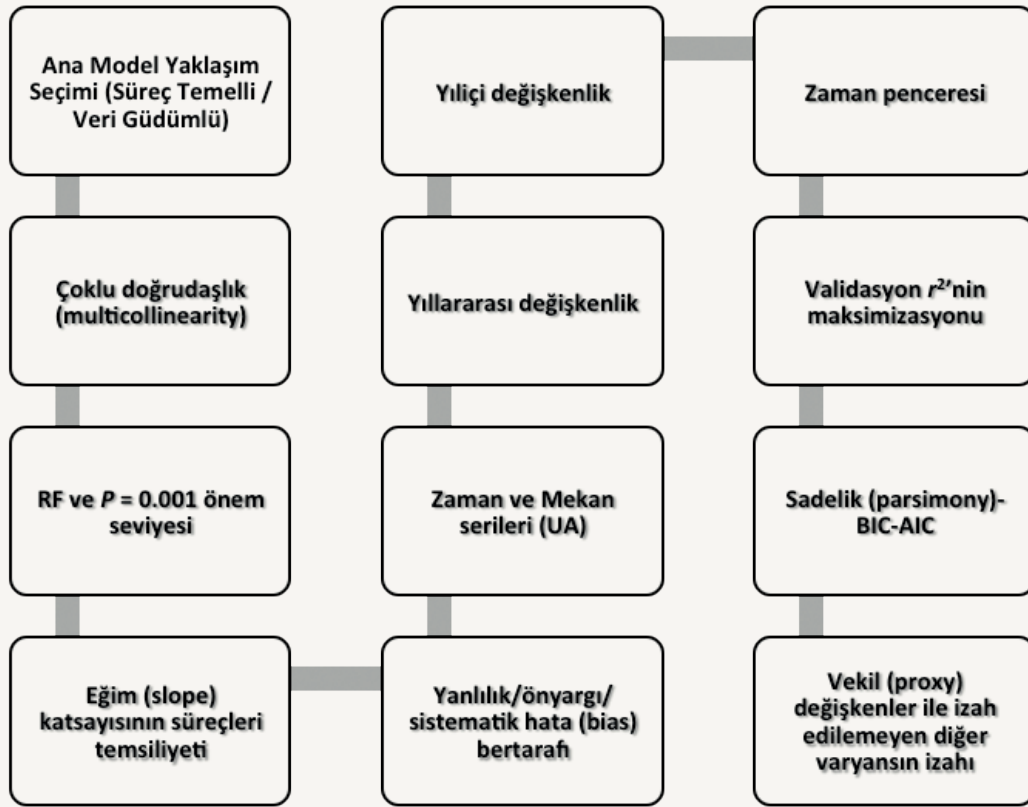 Ana Model Yaklaşım
Seçimi (Süreç Temelli /
Veri Güdümlü)
Çoklu doğrudaşlık
(multicollinearity)
RF ve P = 0.001 önem
seviyesi
Eğim (slope)
katsayısının süreçleri
temsiliyeti
Yanlılık/önyargı/
sistematik hata (bias)
bertarafı
Zaman ve Mekan
serileri (UA)
Yıllararası değişkenlik
Yıliçi değişkenlik
Zaman penceresi
Validasyon r²'nin
maksimizasyonu
Sadelik (parsimony)-
BIC-AIC
Vekil (proxy)
değişkenler ile izah
edilemeyen diğer
varyansın izahı